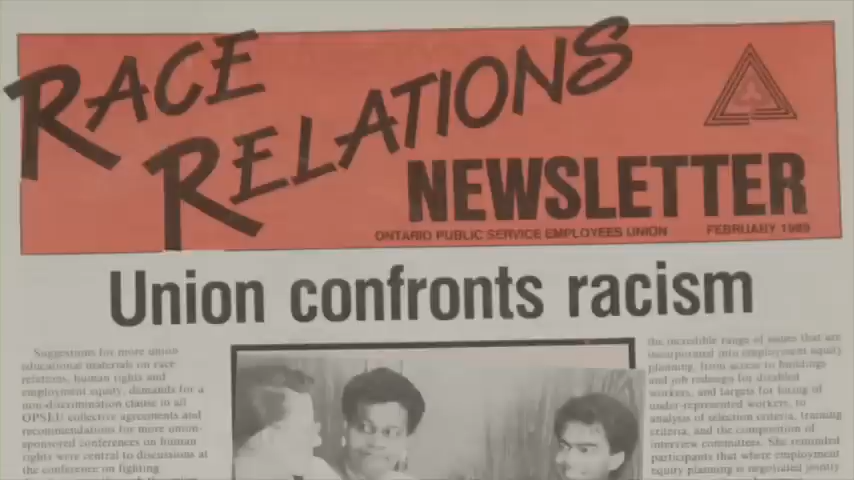 RACE
RELATIONS
NEWSLETTER
ONTARIO PUBLIC SERVICE EMPLOYEES UNION FEBRUARY 1989
Union confronts racism
Suggestions for more union
educational materials on race
relations, human rights and
employment equity, demands for a
non-discrimination clause in all
OPSEU collective agreements and
recommendations for more union-
sponsored conferences on human
rights were central to discussions at
the conference on fighting
the incredible range of issues that are
incorporated into employment equity
planning, from access to buildings
and job redesign for disabled
workers, and targets for hiring of
under-represented workers, to
analysis of selection criteria, training
criteria, and the composition of
interview committees. She reminded
participants that where employment
equity planning is negotiated jointly